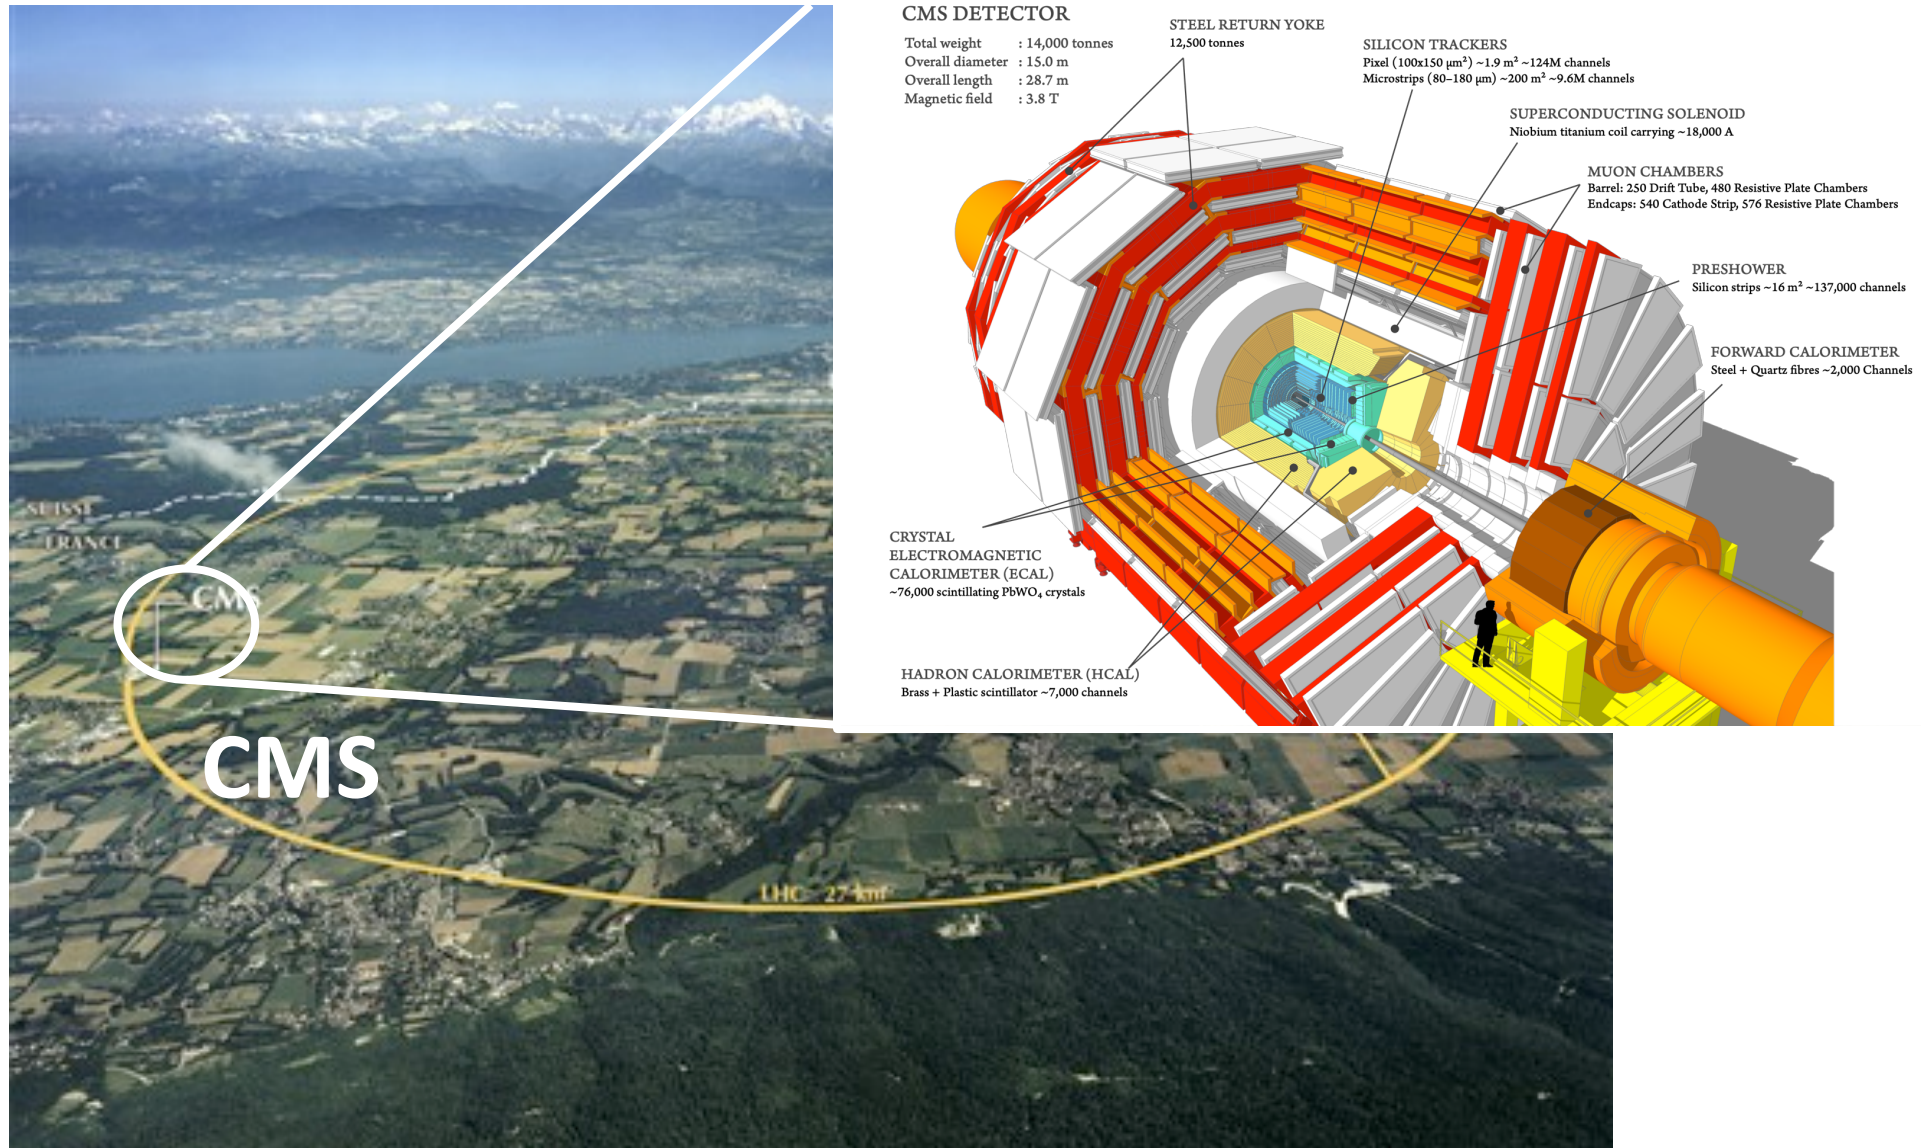 CMS DETECTOR
Total weight : 14,000 tonnes
Overall diameter : 15.0 m
Overall length : 28.7 m
Magnetic field : 3.8 T
STEEL RETURN YOKE
12,500 tonnes
SILICON TRACKERS
Pixel (100x150 μm²) ~1.9 m² ~124M channels
Microstrips (80–180 μm) ~200 m² ~9.6M channels
SUPERCONDUCTING SOLENOID
Niobium titanium coil carrying ~18,000 A
MUON CHAMBERS
Barrel: 250 Drift Tube, 480 Resistive Plate Chambers
Endcaps: 540 Cathode Strip, 576 Resistive Plate Chambers
PRESHOWER
Silicon strips ~16 m² ~137,000 channels
FORWARD CALORIMETER
Steel + Quartz fibres ~2,000 Channels
CRYSTAL
ELECTROMAGNETIC
CALORIMETER (ECAL)
~76,000 scintillating PbWO₄ crystals
HADRON CALORIMETER (HCAL)
Brass + Plastic scintillator ~7,000 channels
SUISSE
FRANCE
CMS
CMS
LHC 27 km